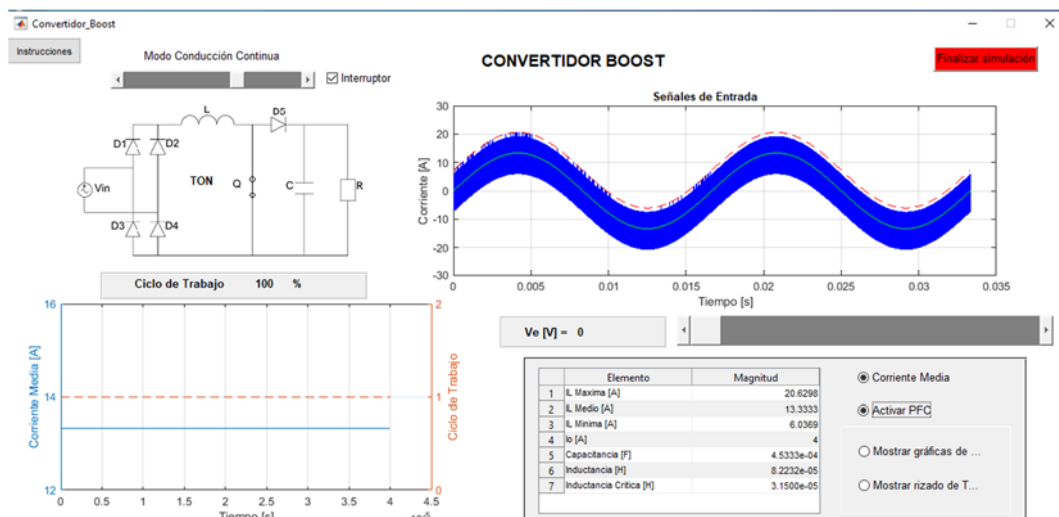 Convertidor_Boost
Instrucciones
Modo Conducción Continua
Interruptor
CONVERTIDOR BOOST
Finalizar simulación
L
D5
D1
D2
Vin
TON
Q
C
R
D3
D4
Señales de Entrada
Corriente [A]
30
20
10
0
-10
-20
-30
0
0.005
0.01
0.015
0.02
0.025
0.03
0.035
Tiempo [s]
Ciclo de Trabajo 100 %
Corriente Media [A]
16
14
12
2
1
0
Ciclo de Trabajo
0
0.5
1
1.5
2
2.5
3
3.5
4
4.5
Tiempo [s]
Ve [V] = 0
Elemento Magnitud
1 IL Maxima [A] 20.6298
2 IL Medio [A] 13.3333
3 IL Minima [A] 6.0369
4 Io [A] 4
5 Capacitancia [F] 4.5333e-04
6 Inductancia [H] 8.2232e-05
7 Inductancia Critica [H] 3.1500e-05
Corriente Media
Activar PFC
Mostrar gráficas de ...
Mostrar rizado de T...